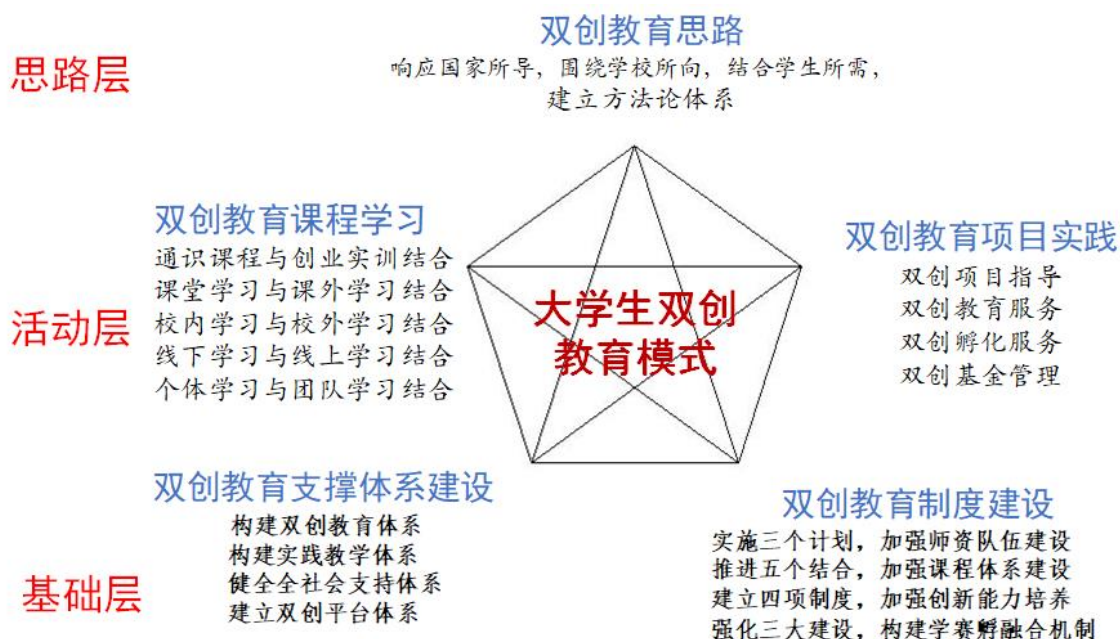 双创教育思路
思路层
响应国家所导，围绕学校所向，结合学生所需，
建立方法论体系
双创教育课程学习
通识课程与创业实训结合
课堂学习与课外学习结合
活动层
校内学习与校外学习结合
线下学习与线上学习结合
个体学习与团队学习结合
大学生双创
教育模式
双创教育项目实践
双创项目指导
双创教育服务
双创孵化服务
双创基金管理
双创教育支撑体系建设
构建双创教育体系
构建实践教学体系
基础层
健全全社会支持体系
建立双创平台体系
双创教育制度建设
实施三个计划，加强师资队伍建设
推进五个结合，加强课程体系建设
建立四项制度，加强创新能力培养
强化三大建设，构建学赛孵融合机制